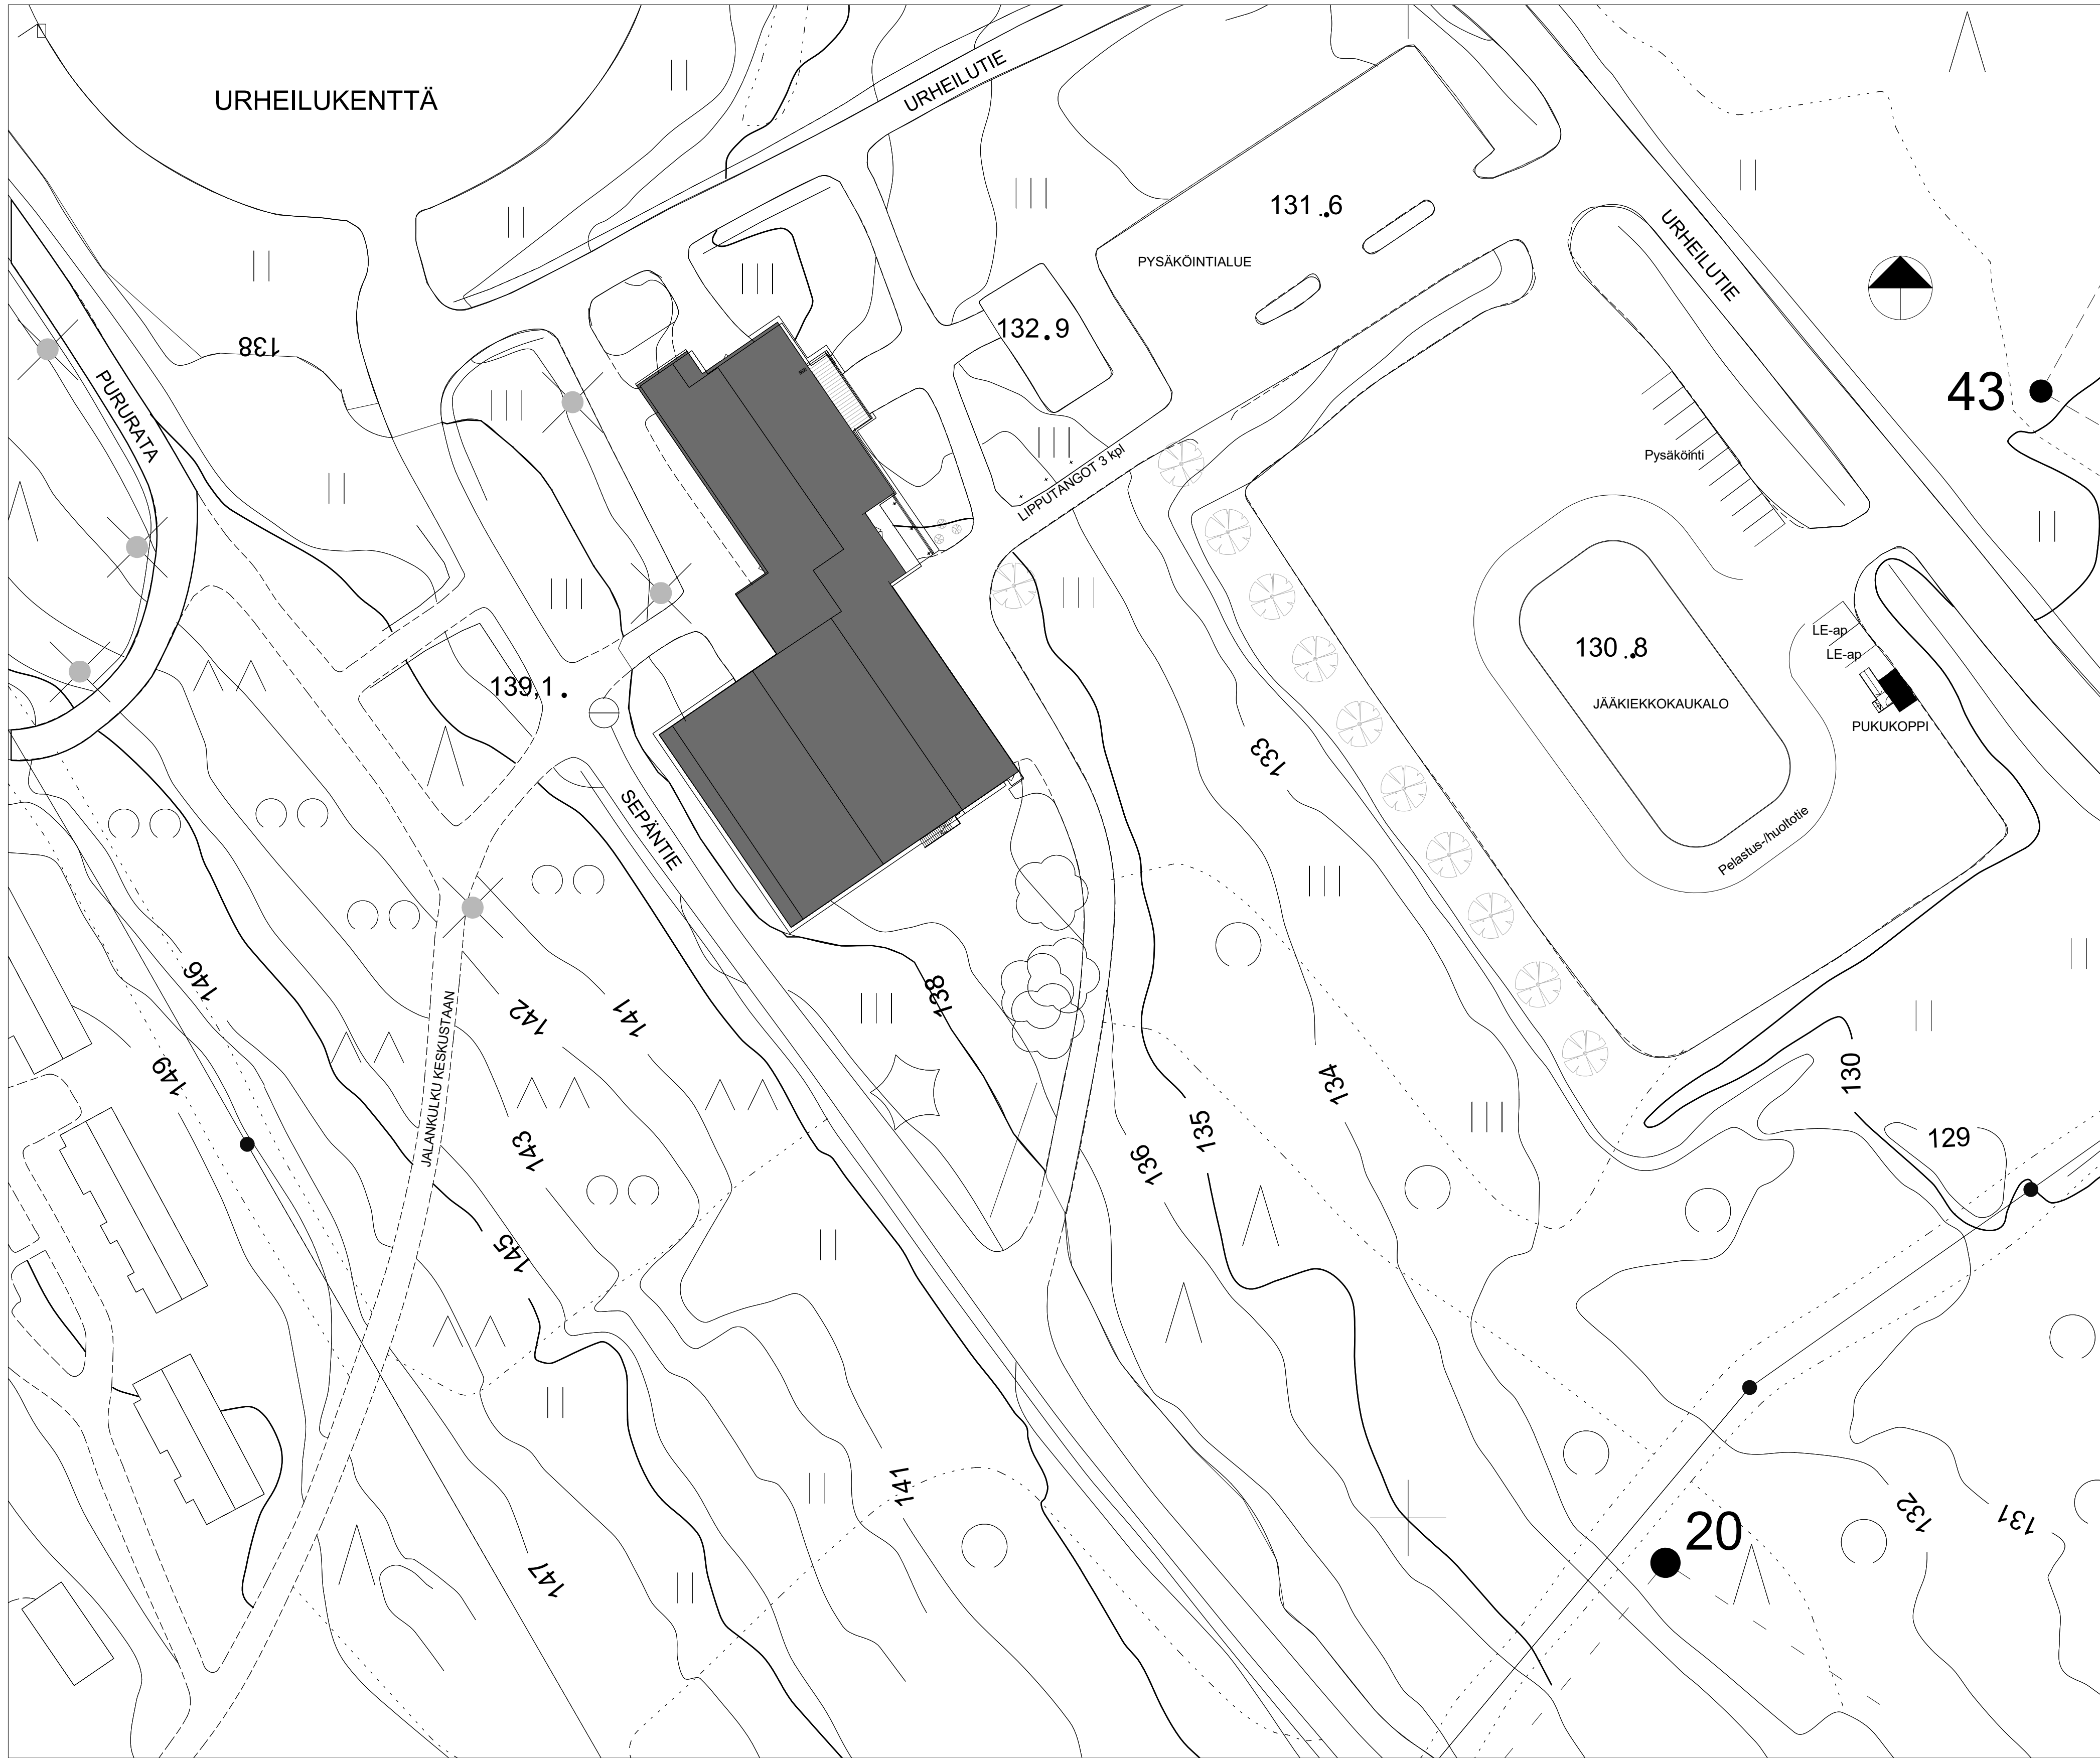 URHEILUKENTTÄ
URHEILUTIE
131.6
PYSÄKÖINTIALUE
URHEILUTIE
132.9
138
PURURATA
43
LIPPUTANGOT 3 kpl
Pysäköinti
139,1.
130.8
LE-ap
LE-ap
JÄÄKIEKKOKAUKALO
PUKUKOPPI
133
SEPÄNTIE
Pelastus-/huoltotie
146
142
141
138
149
JALANKULKU KESKUSTAAN
134
130
143
136
135
129
145
141
147
132
131
20